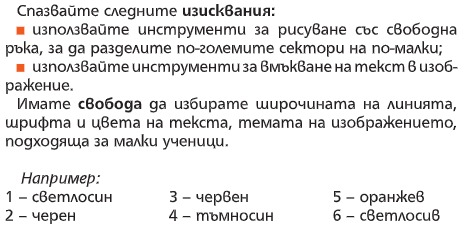 Спазвайте следните изисквания:
■ използвайте инструменти за рисуване със свободна
ръка, за да разделите по-големите сектори на по-малки;
■ използвайте инструменти за вмъкване на текст в изоб-
ражение.
Имате свобода да избирате широчината на линията,
шрифта и цвета на текста, темата на изображението,
подходяща за малки ученици.
Например:
1 – светлосин 3 – червен 5 – оранжев
2 – черен 4 – тъмносин 6 – светлосив